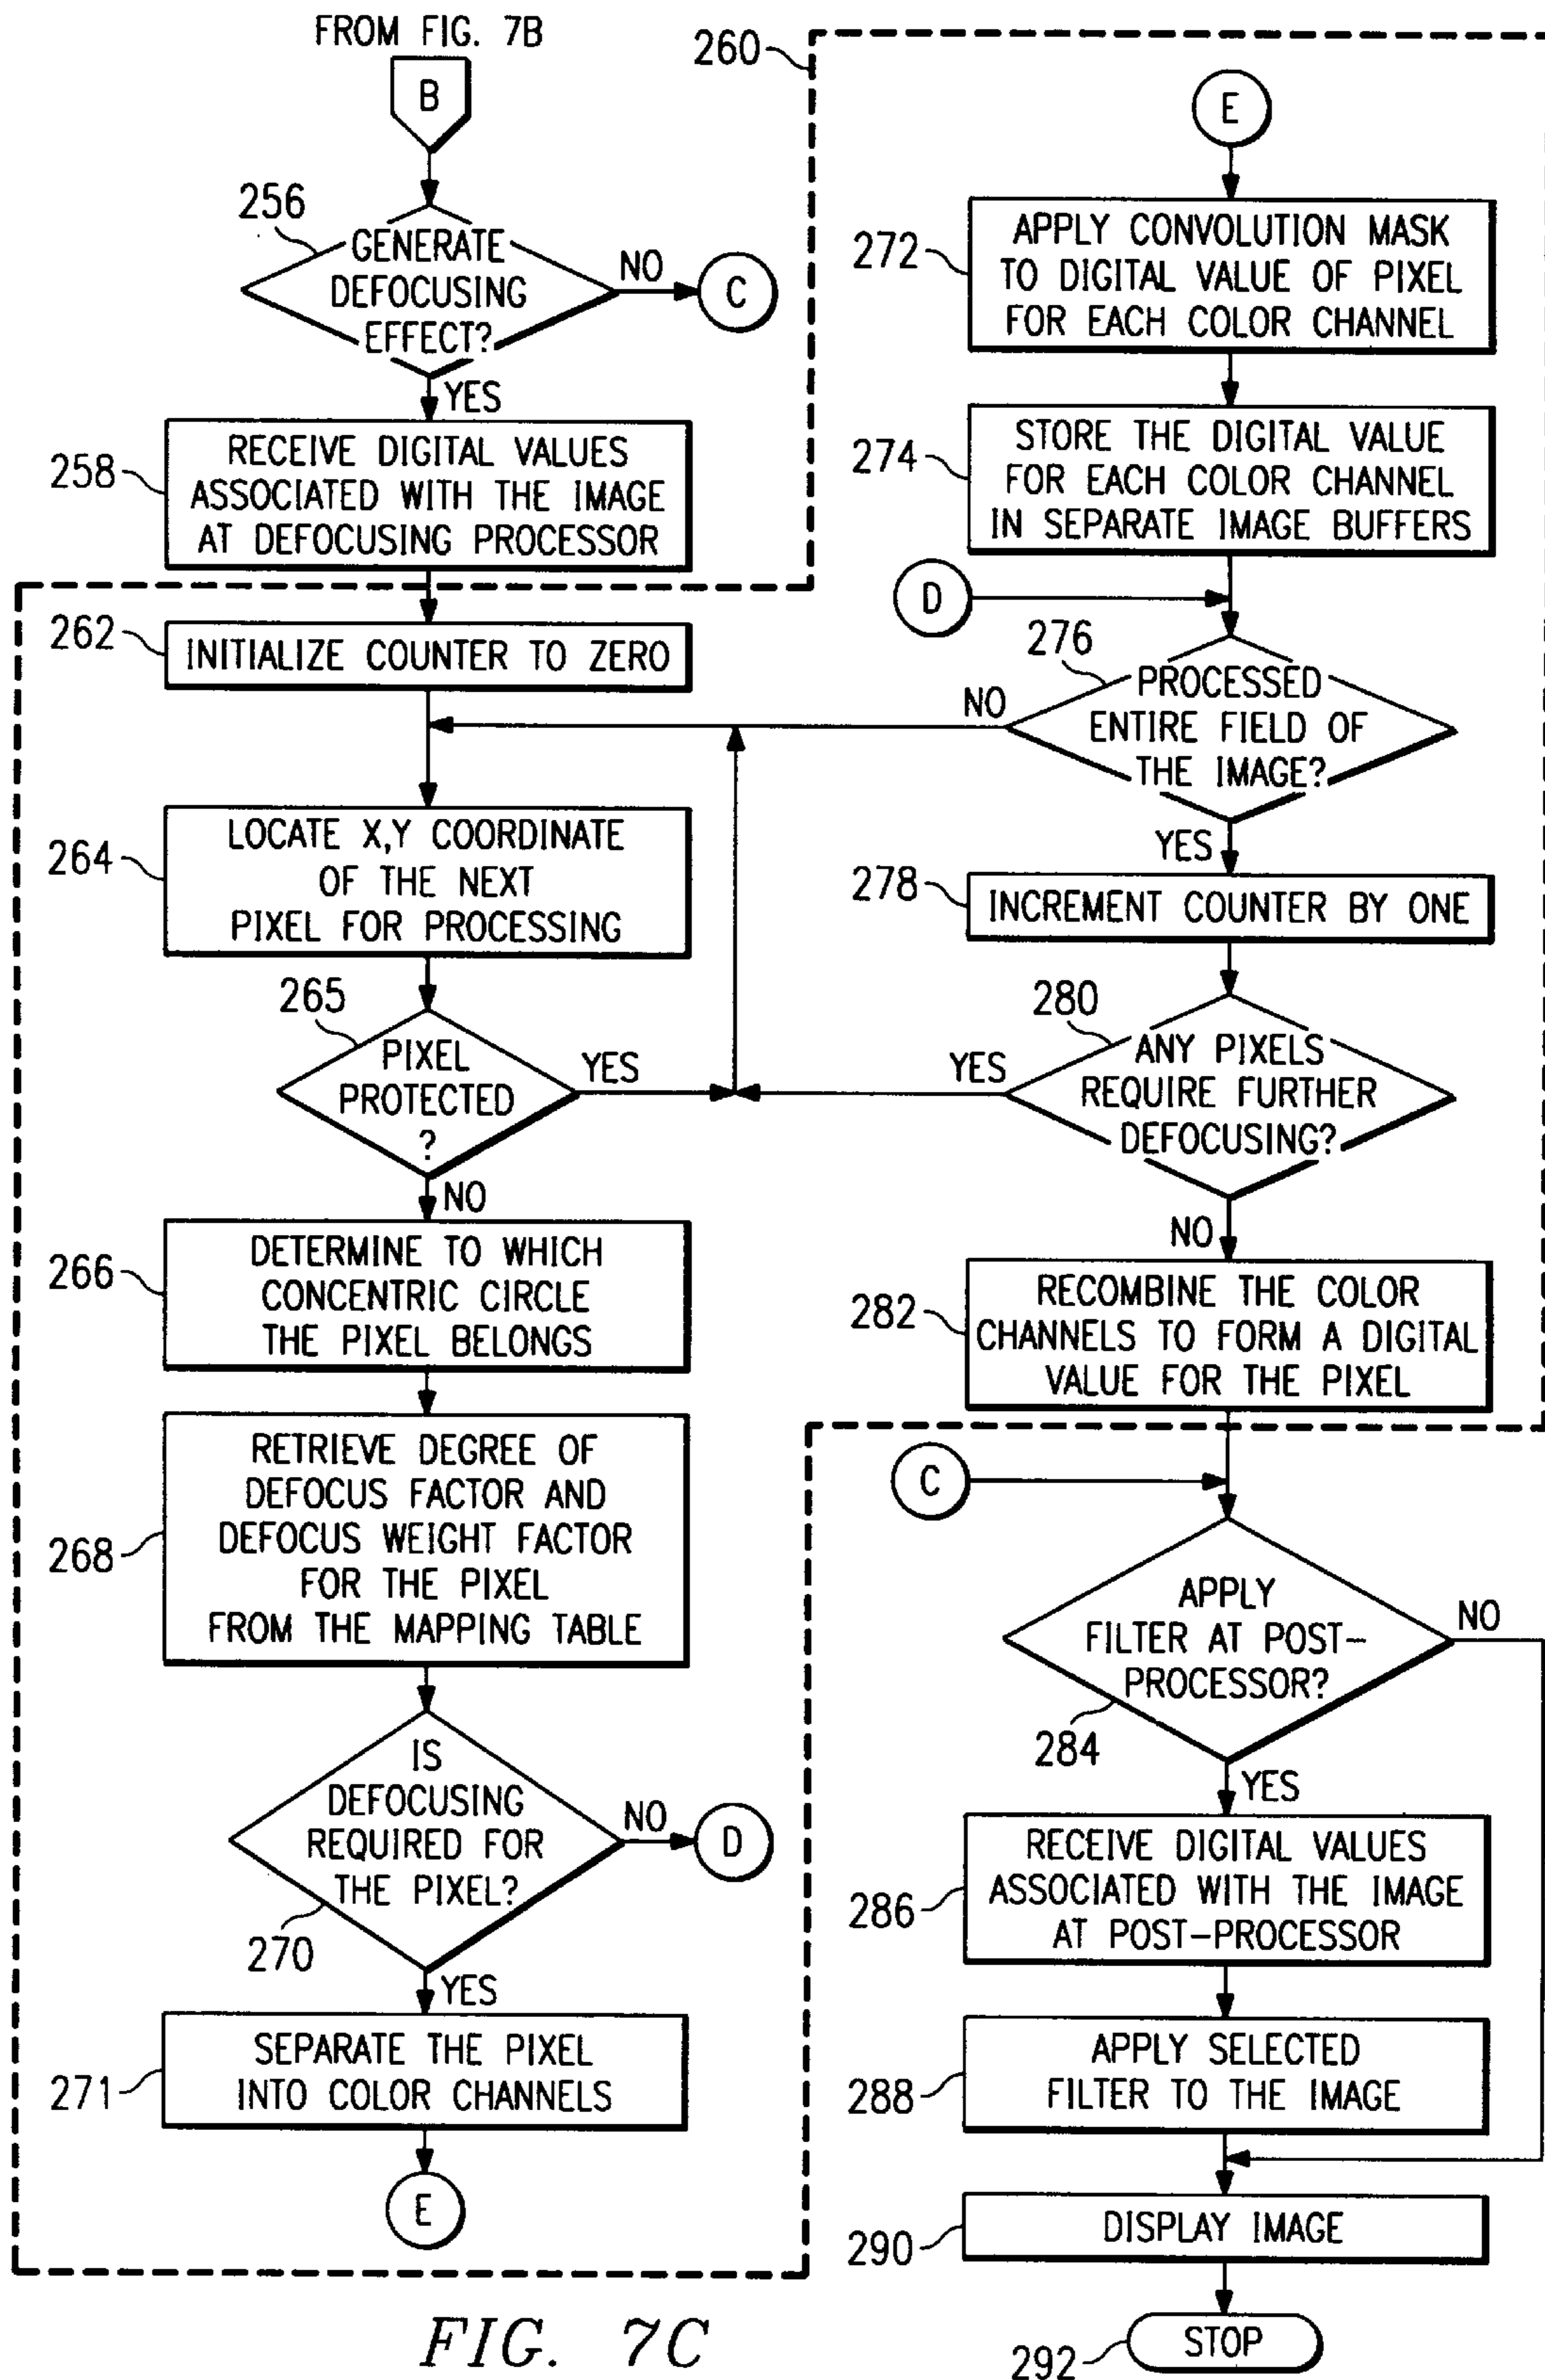 FROM FIG. 7B
B
256
GENERATE
DEFOCUSING
EFFECT?
NO
C
YES
258
RECEIVE DIGITAL VALUES
ASSOCIATED WITH THE IMAGE
AT DEFOCUSING PROCESSOR
260
262
INITIALIZE COUNTER TO ZERO
264
LOCATE X,Y COORDINATE
OF THE NEXT
PIXEL FOR PROCESSING
265
PIXEL
PROTECTED
?
YES
NO
266
DETERMINE TO WHICH
CONCENTRIC CIRCLE
THE PIXEL BELONGS
268
RETRIEVE DEGREE OF
DEFOCUS FACTOR AND
DEFOCUS WEIGHT FACTOR
FOR THE PIXEL
FROM THE MAPPING TABLE
IS
DEFOCUSING
REQUIRED FOR
THE PIXEL?
270
NO
D
YES
271
SEPARATE THE PIXEL
INTO COLOR CHANNELS
E
E
272
APPLY CONVOLUTION MASK
TO DIGITAL VALUE OF PIXEL
FOR EACH COLOR CHANNEL
274
STORE THE DIGITAL VALUE
FOR EACH COLOR CHANNEL
IN SEPARATE IMAGE BUFFERS
D
276
PROCESSED
ENTIRE FIELD OF
THE IMAGE?
NO
YES
278
INCREMENT COUNTER BY ONE
280
ANY PIXELS
REQUIRE FURTHER
DEFOCUSING?
YES
NO
282
RECOMBINE THE COLOR
CHANNELS TO FORM A DIGITAL
VALUE FOR THE PIXEL
C
APPLY
FILTER AT POST-
PROCESSOR?
284
NO
YES
286
RECEIVE DIGITAL VALUES
ASSOCIATED WITH THE IMAGE
AT POST-PROCESSOR
288
APPLY SELECTED
FILTER TO THE IMAGE
290
DISPLAY IMAGE
292
STOP
FIG. 7C